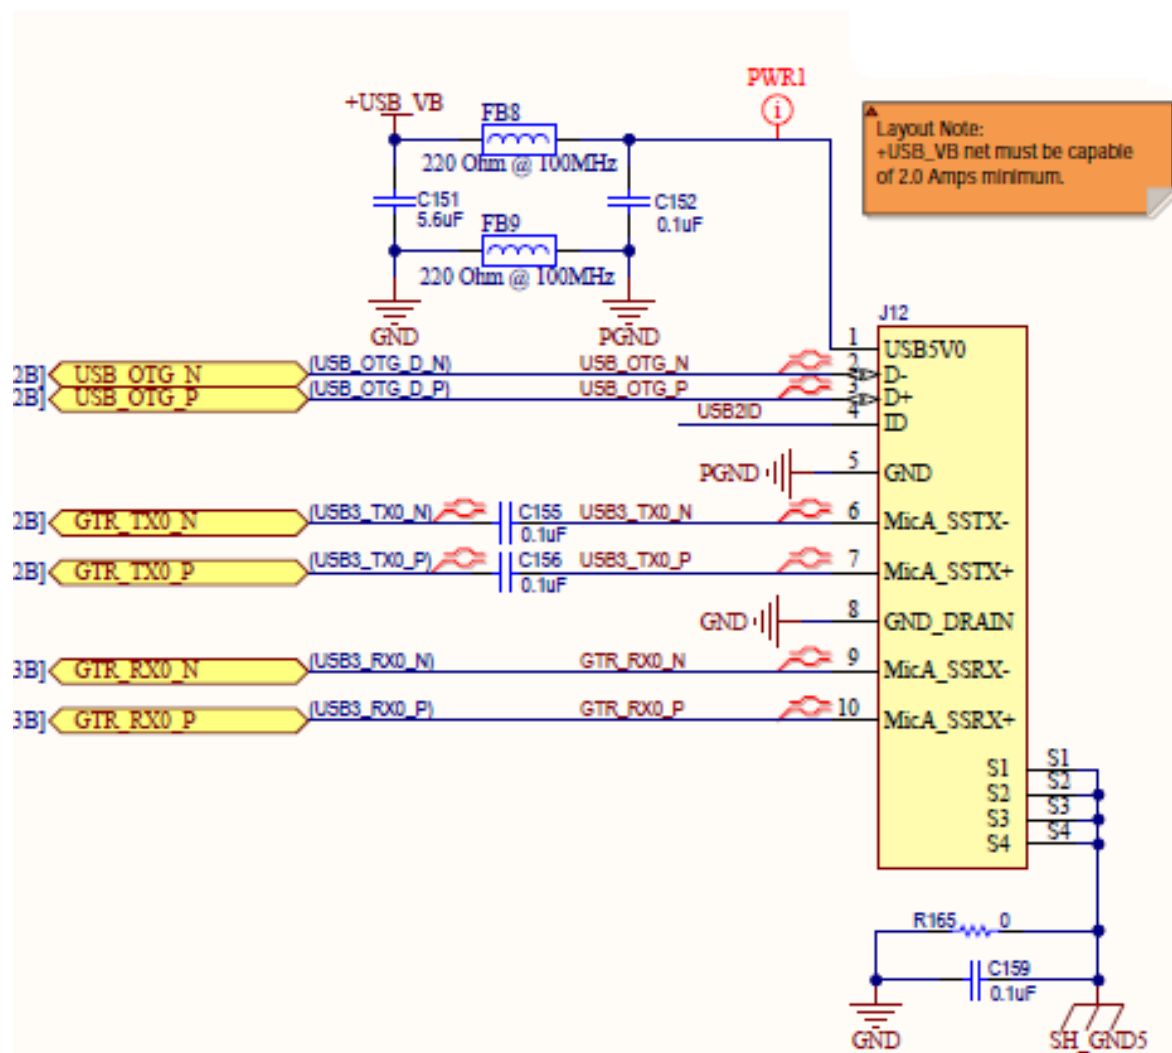 PWR1
+USB_VB
FB8
220 Ohm @ 100MHz
Layout Note:
+USB_VB net must be capable
of 2.0 Amps minimum.
C151
5.6uF
C152
0.1uF
FB9
220 Ohm @ 100MHz
GND
PGND
J12
1 USB5V0
2B] USB_OTG_N (USB_OTG_D_N) USB_OTG_N 2 D-
2B] USB_OTG_P (USB_OTG_D_P) USB_OTG_P 3 D+
USB2ID 4 ID
PGND 5 GND
2B] GTR_TX0_N (USB3_TX0_N) C155 0.1uF USB3_TX0_N 6 MicA_SSTX-
2B] GTR_TX0_P (USB3_TX0_P) C156 0.1uF USB3_TX0_P 7 MicA_SSTX+
GND 8 GND_DRAIN
3B] GTR_RX0_N (USB3_RX0_N) GTR_RX0_N 9 MicA_SSRX-
3B] GTR_RX0_P (USB3_RX0_P) GTR_RX0_P 10 MicA_SSRX+
S1 S1
S2 S2
S3 S3
S4 S4
R165 0
C159
0.1uF
GND
SH_GND5